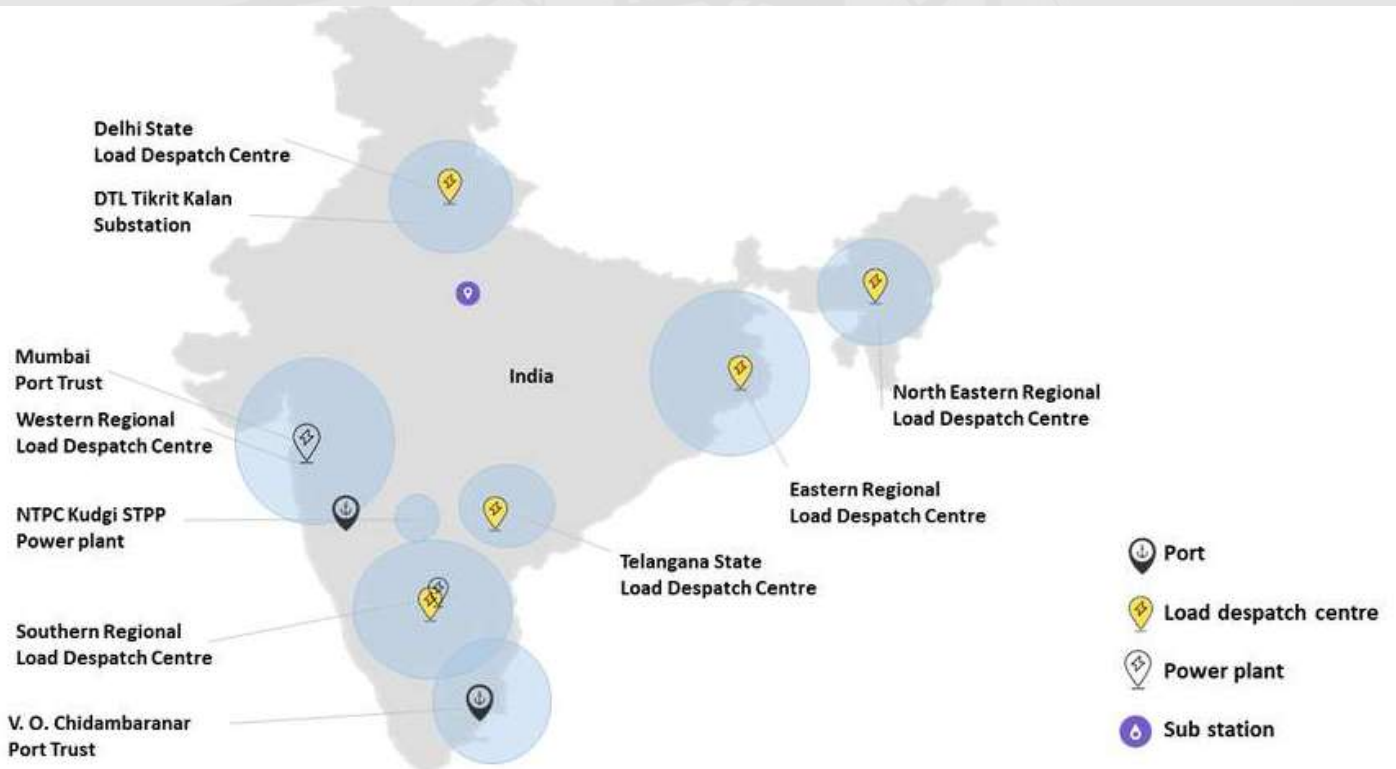 Delhi State
Load Despatch Centre
DTL Tikrit Kalan
Substation
Mumbai
Port Trust
Western Regional
Load Despatch Centre
NTPC Kudgi STPP
Power plant
Southern Regional
Load Despatch Centre
V. O. Chidambaranar
Port Trust
India
North Eastern Regional
Load Despatch Centre
Eastern Regional
Load Despatch Centre
Telangana State
Load Despatch Centre
Port
Load despatch centre
Power plant
Sub station